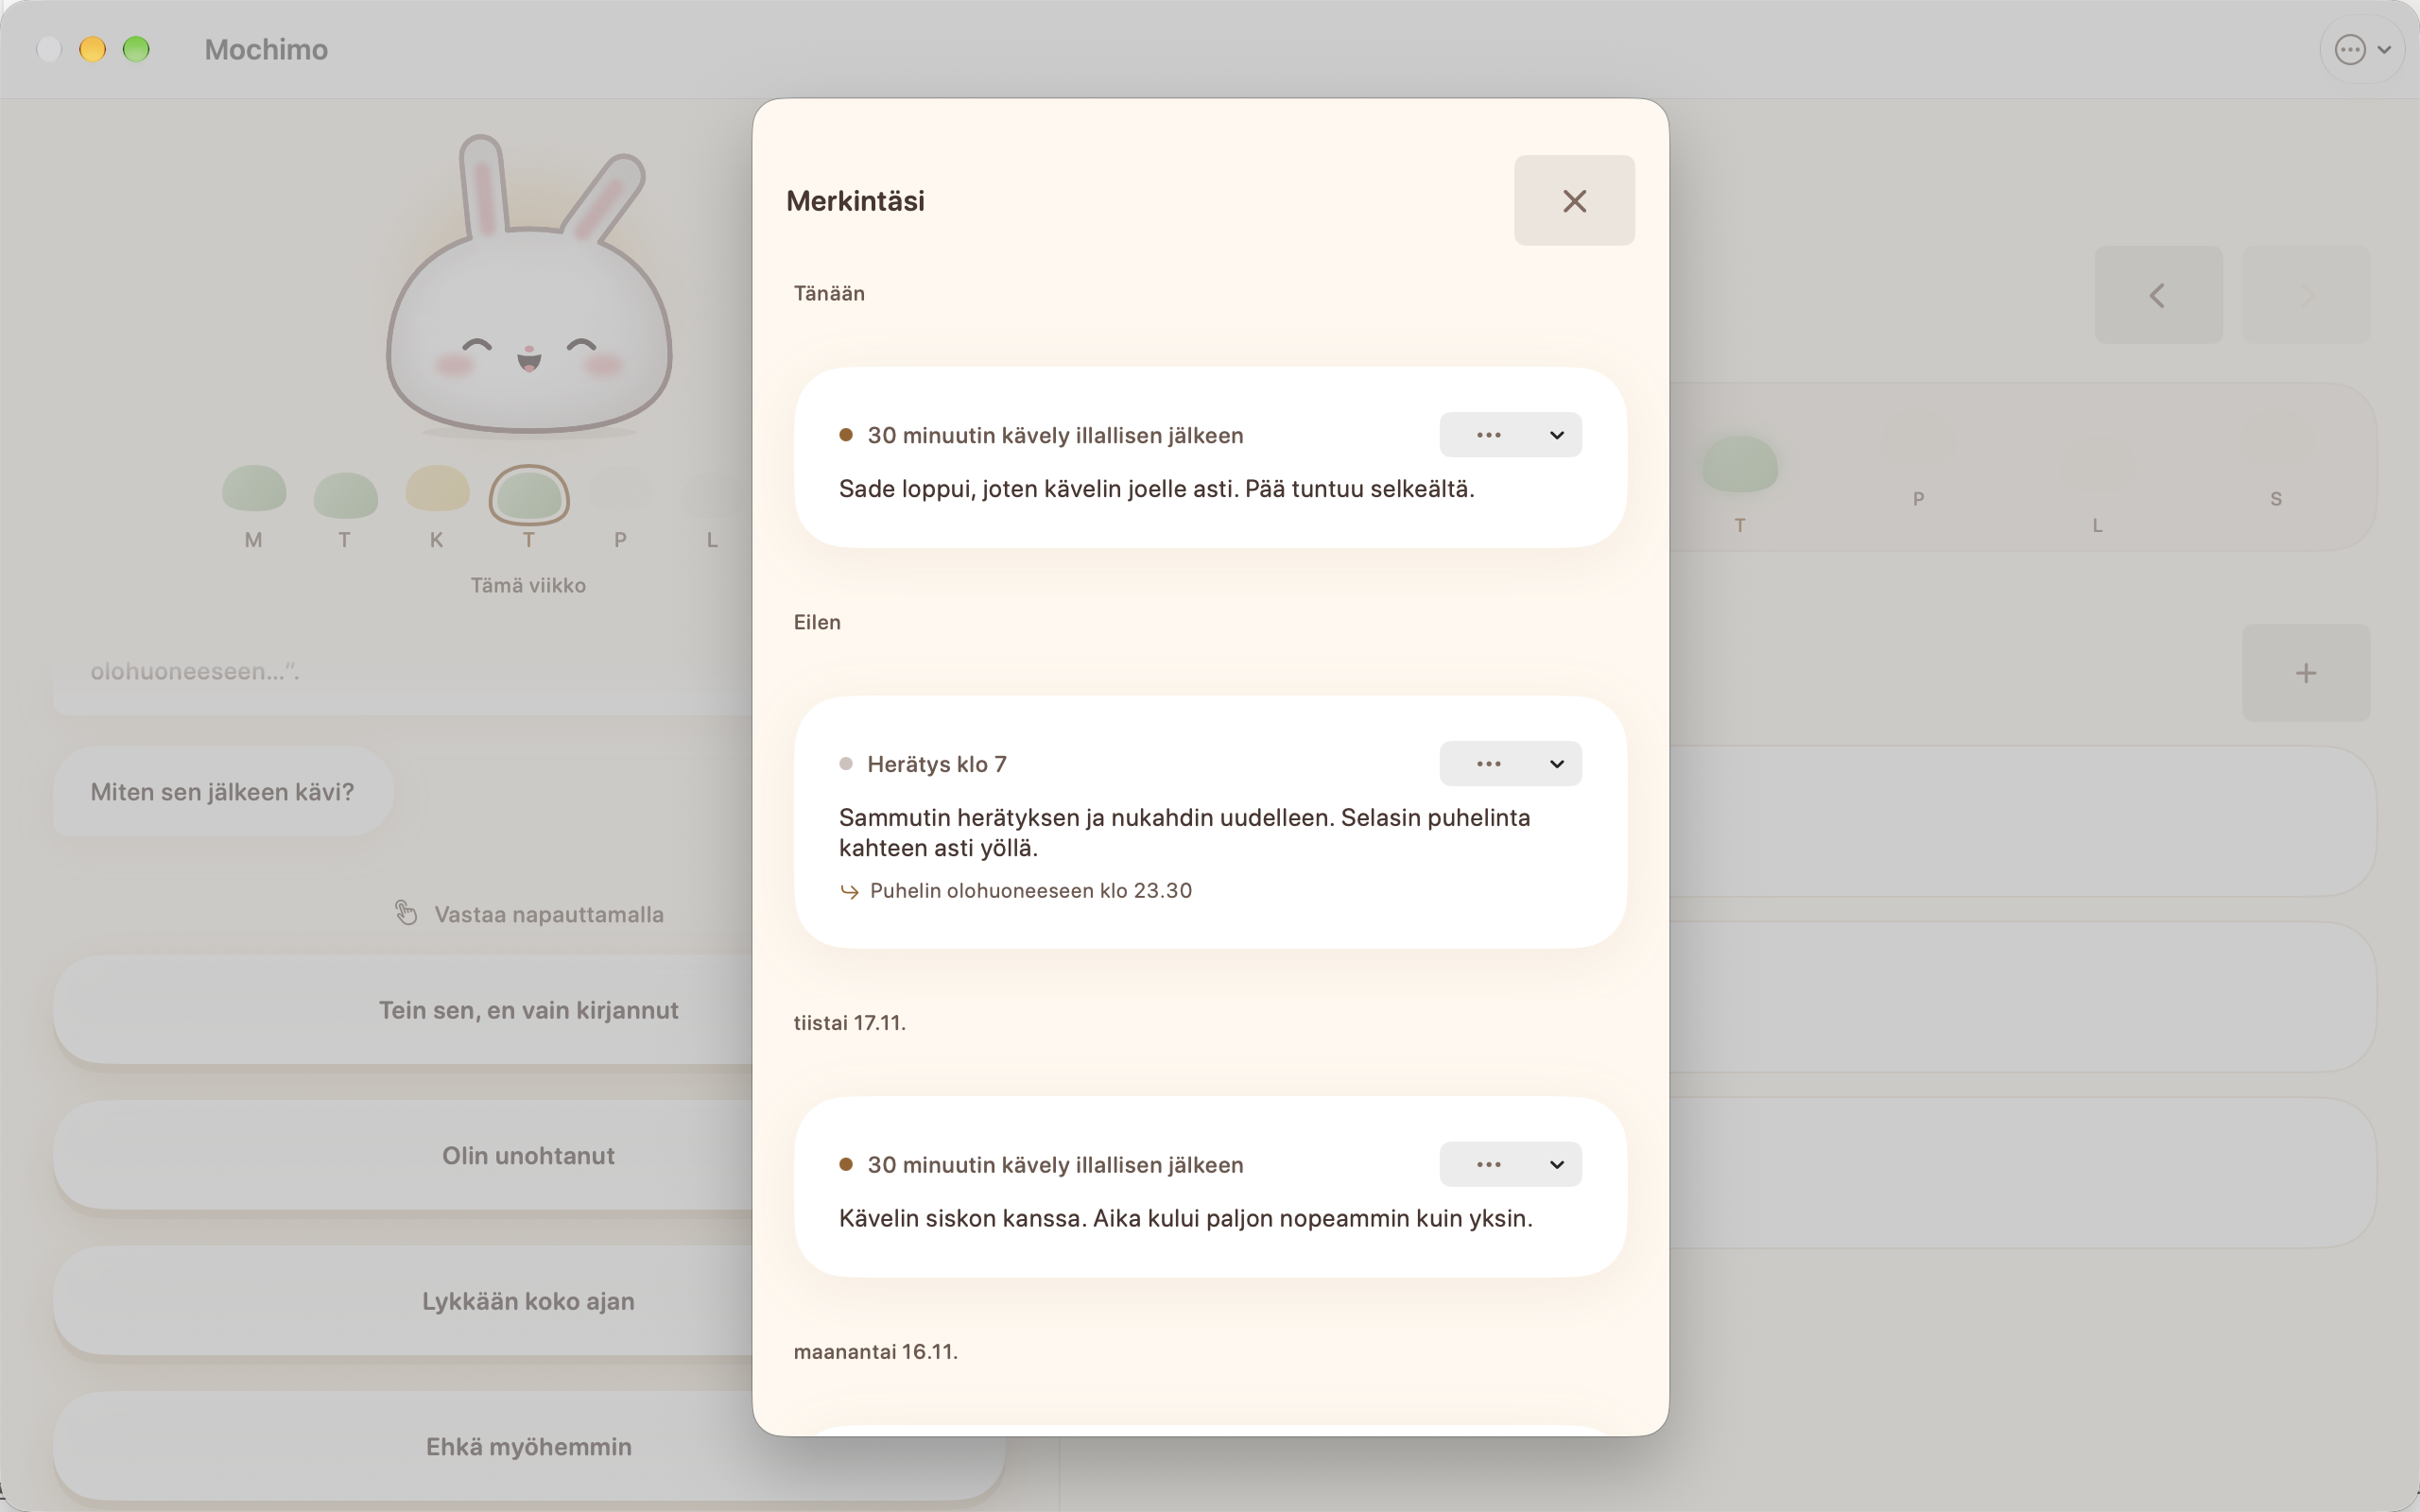 Mochimo
M T K T P L
Tämä viikko
olohuoneeseen…”.
Miten sen jälkeen kävi?
Vastaa napauttamalla
Tein sen, en vain kirjannut
Olin unohtanut
Lykkään koko ajan
Ehkä myöhemmin
Merkintäsi
Tänään
30 minuutin kävely illallisen jälkeen
Sade loppui, joten kävelin joelle asti. Pää tuntuu selkeältä.
Eilen
Herätys klo 7
Sammutin herätyksen ja nukahdin uudelleen. Selasin puhelinta
kahteen asti yöllä.
Puhelin olohuoneeseen klo 23.30
tiistai 17.11.
30 minuutin kävely illallisen jälkeen
Kävelin siskon kanssa. Aika kului paljon nopeammin kuin yksin.
maanantai 16.11.
T P L S